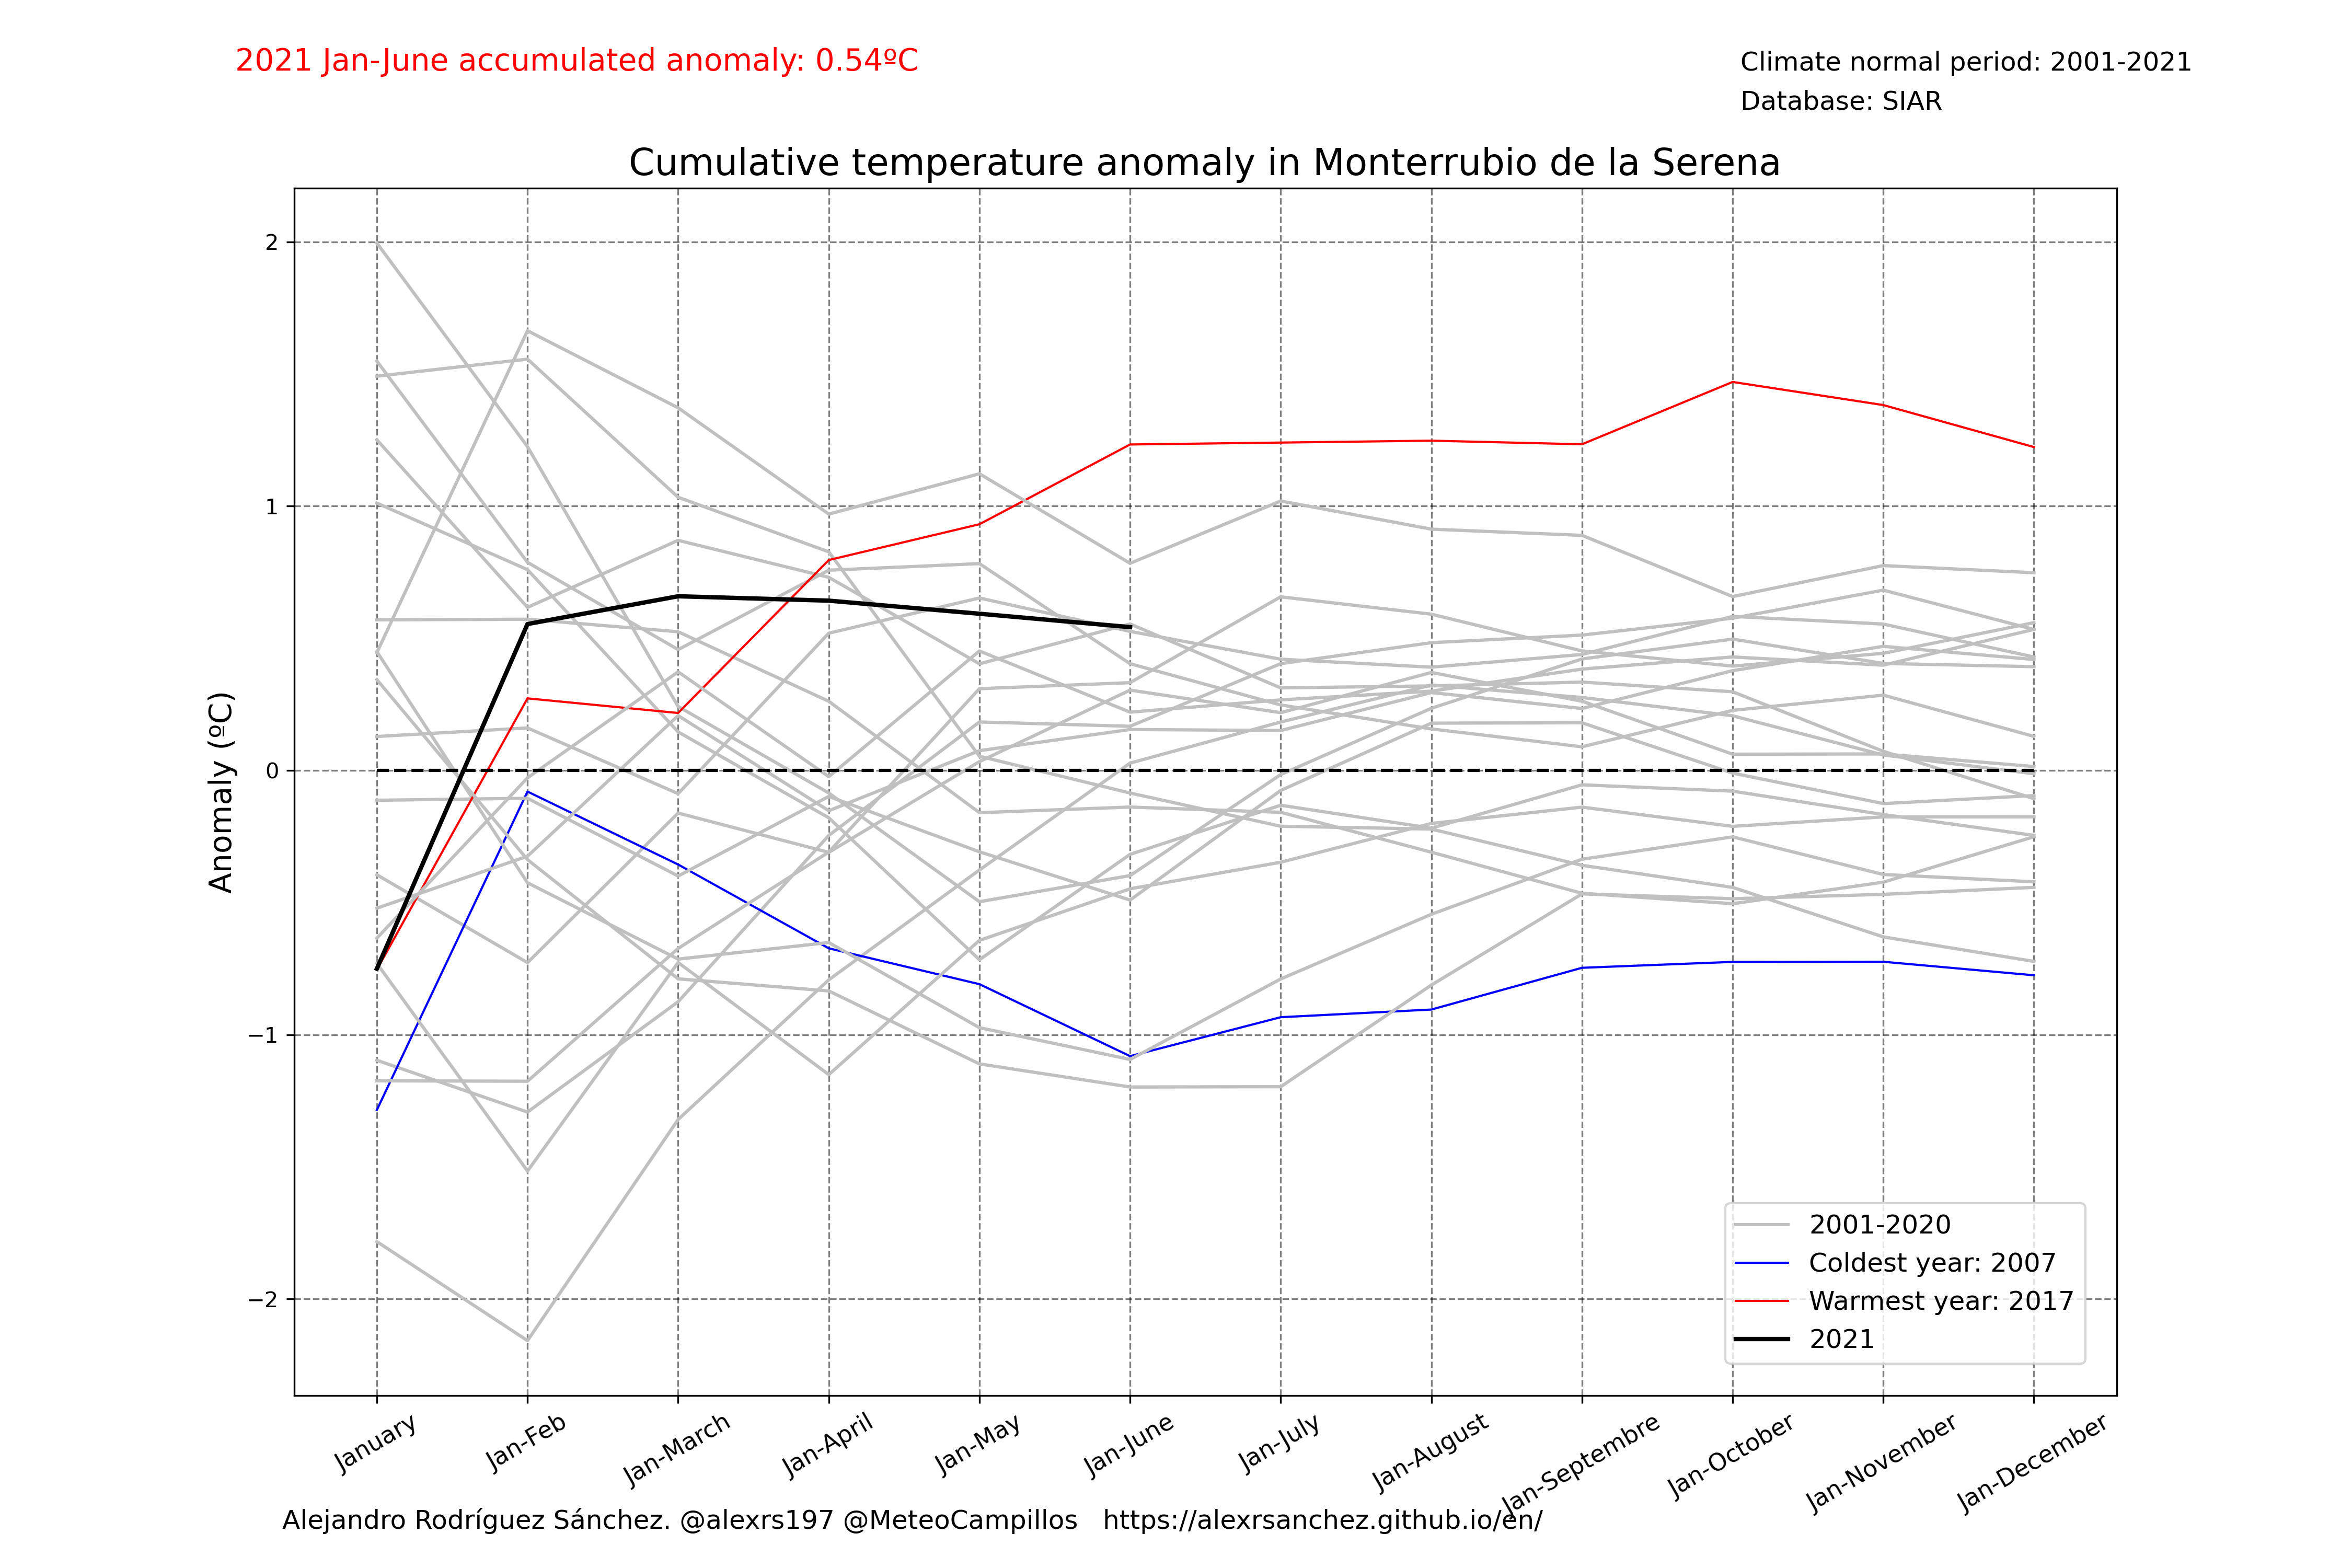 2021 Jan-June accumulated anomaly: 0.54ºC
Climate normal period: 2001-2021
Database: SIAR
Cumulative temperature anomaly in Monterrubio de la Serena
Anomaly (ºC)
2
1
0
−1
−2
2001-2020
Coldest year: 2007
Warmest year: 2017
2021
January
Jan-Feb
Jan-March
Jan-April
Jan-May
Jan-June
Jan-July
Jan-August
Jan-Septembre
Jan-October
Jan-November
Jan-December
Alejandro Rodríguez Sánchez. @alexrs197 @MeteoCampillos https://alexrsanchez.github.io/en/